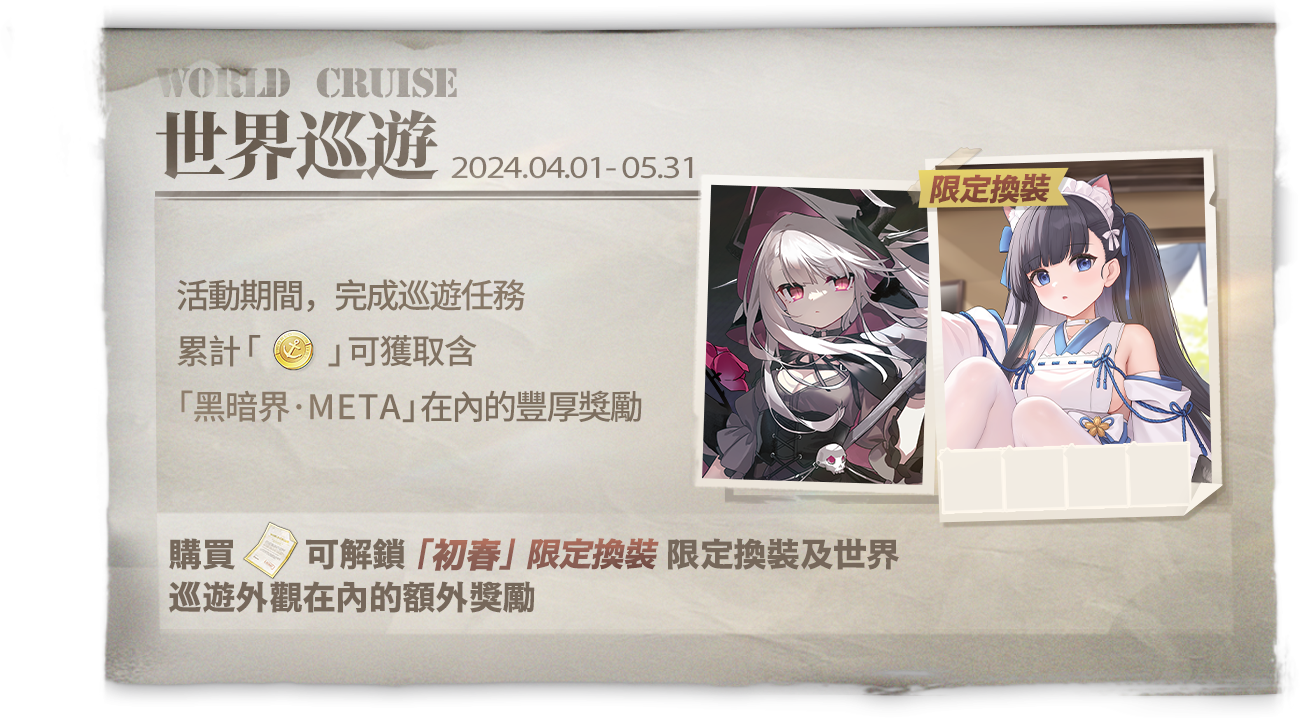 WORLD CRUISE
世界巡遊 2024.04.01- 05.31
限定換裝
活動期間，完成巡遊任務
累計「 」可獲取含
「黑暗界·META」在內的豐厚獎勵
購買 可解鎖「初春」限定換裝 限定換裝及世界
巡遊外觀在內的額外獎勵